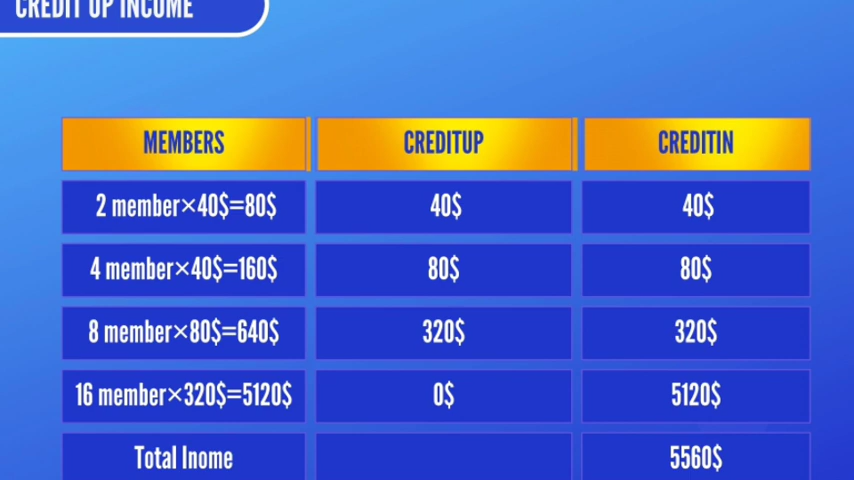 CREDIT UP INCOME
MEMBERS CREDITUP CREDITIN
2 member×40$=80$ 40$ 40$
4 member×40$=160$ 80$ 80$
8 member×80$=640$ 320$ 320$
16 member×320$=5120$ 0$ 5120$
Total Inome 5560$